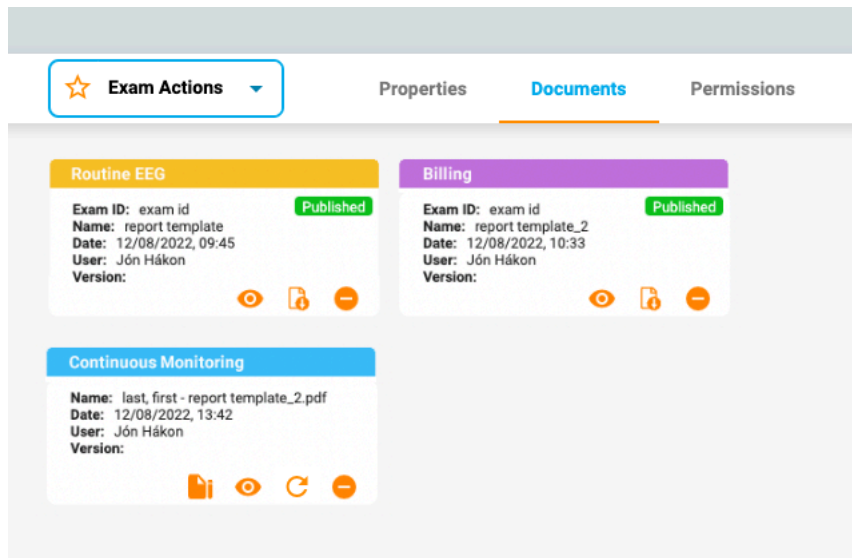 Exam Actions
Properties
Documents
Permissions
Routine EEG
Exam ID: exam id
Published
Name: report template
Date: 12/08/2022, 09:45
User: Jón Hákon
Version:
Billing
Exam ID: exam id
Published
Name: report template_2
Date: 12/08/2022, 10:33
User: Jón Hákon
Version:
Continuous Monitoring
Name: last, first - report template_2.pdf
Date: 12/08/2022, 13:42
User: Jón Hákon
Version: